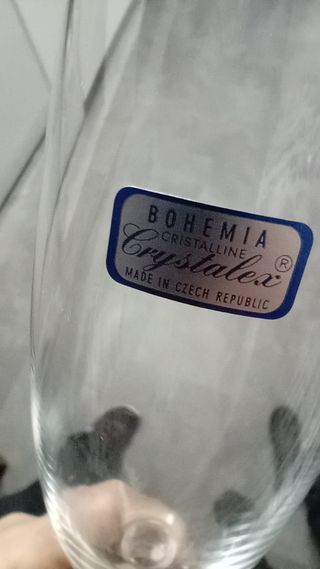 BOHEMIA
CRISTALLINE
Crystalex ®
MADE IN CZECH REPUBLIC